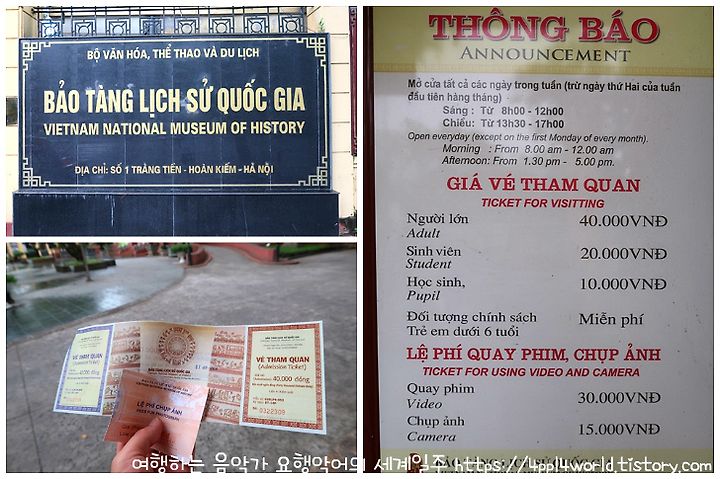 BỘ VĂN HÓA, THỂ THAO VÀ DU LỊCH
BẢO TÀNG LỊCH SỬ QUỐC GIA
VIETNAM NATIONAL MUSEUM OF HISTORY
ĐỊA CHỈ: SỐ 1 TRÀNG TIỀN - HOÀN KIẾM - HÀ NỘI
VÉ THAM QUAN
(Admission Ticket)
40.000 đồng
0322309
LỆ PHÍ CHỤP ẢNH
THÔNG BÁO
ANNOUNCEMENT
Mở cửa tất cả các ngày trong tuần (trừ ngày thứ Hai của tuần
đầu tiên hàng tháng)
Sáng : Từ 8h00 - 12h00
Chiều: Từ 13h30 - 17h00
Open everyday (except on the first Monday of every month).
Morning : From 8.00 am - 12.00 am
Afternoon: From 1.30 pm - 5.00 pm.
GIÁ VÉ THAM QUAN
TICKET FOR VISITTING
Người lớn 40.000VNĐ
Adult
Sinh viên 20.000VNĐ
Student
Học sinh, 10.000VNĐ
Pupil
Đối tượng chính sách Miễn phí
Trẻ em dưới 6 tuổi
LỆ PHÍ QUAY PHIM, CHỤP ẢNH
TICKET FOR USING VIDEO AND CAMERA
Quay phim 30.000VNĐ
Video
Chụp ảnh 15.000VNĐ
Camera
여행하는 음악가 요행악어의 세계일주 https://4ppl4world.tistory.com